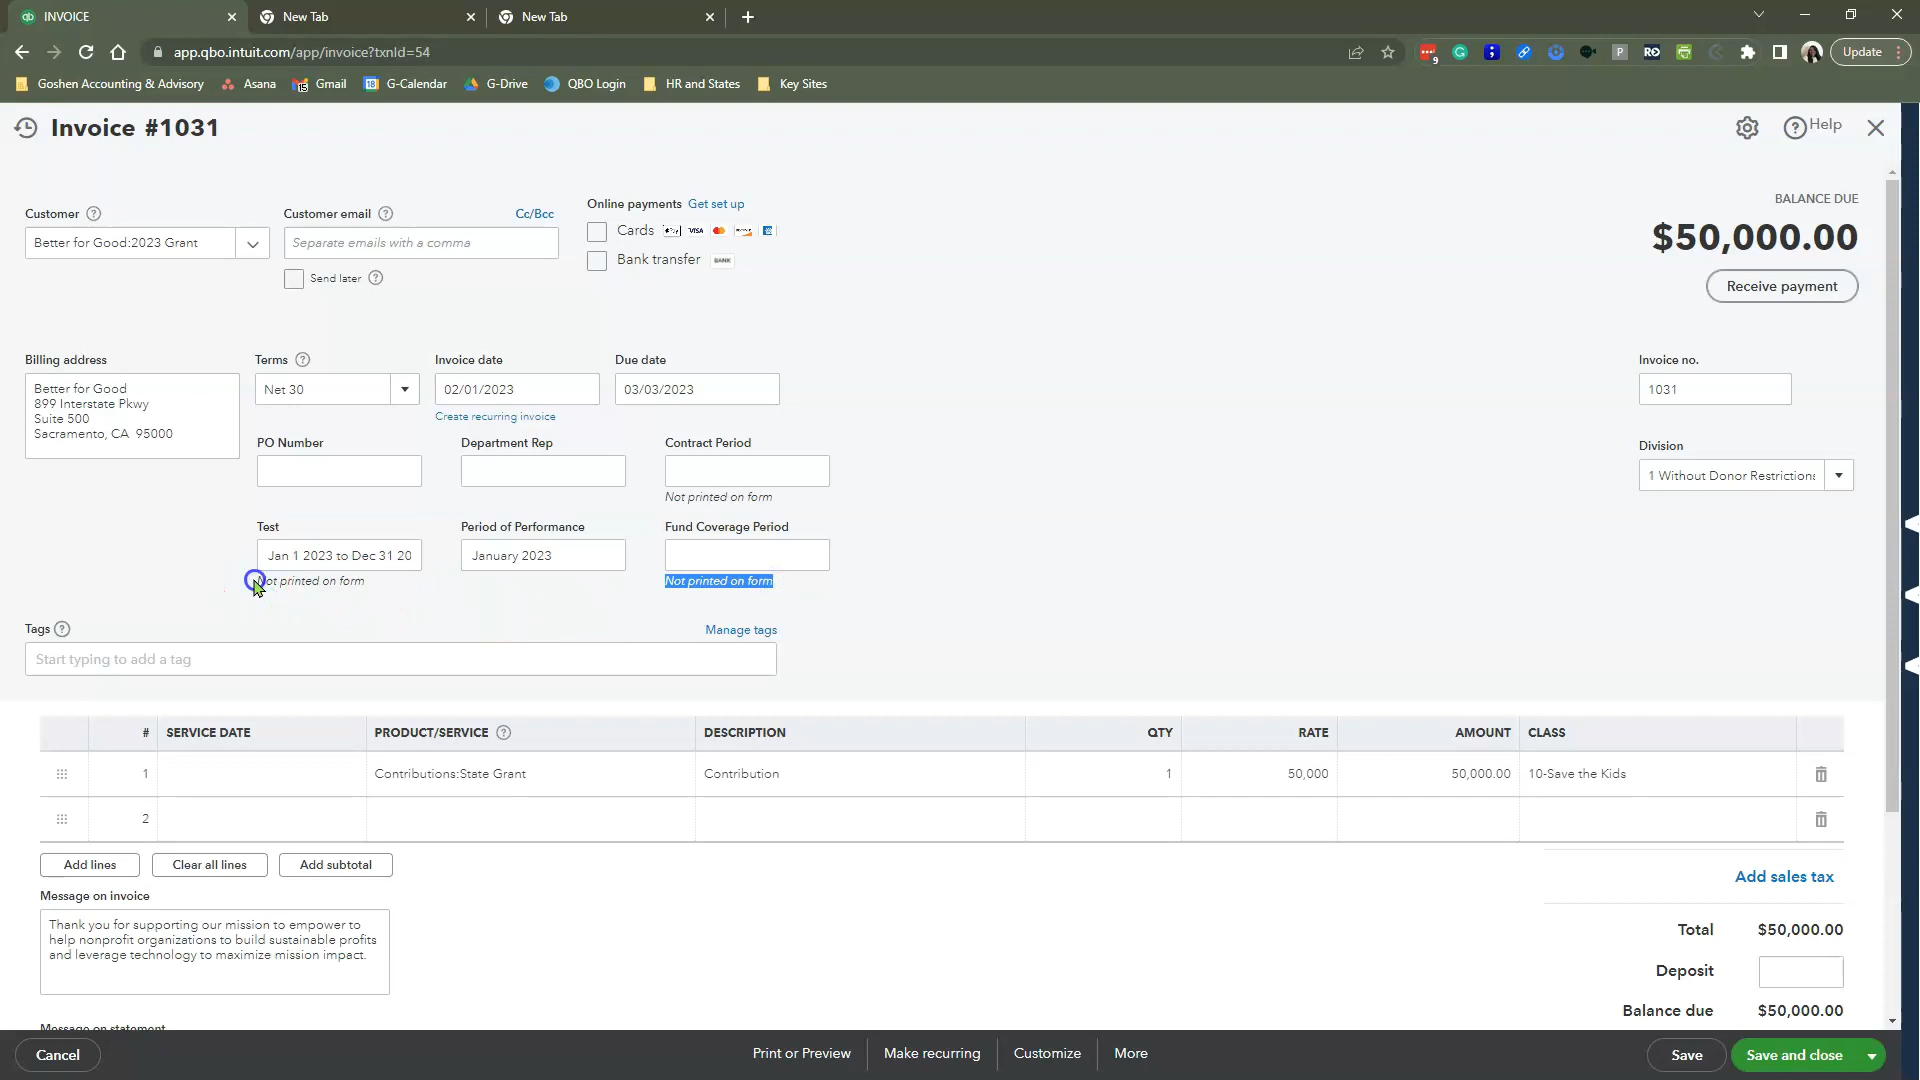 INVOICE
New Tab
New Tab
app.qbo.intuit.com/app/invoice?txnId=54
9
Update
Goshen Accounting & Advisory
Asana
15
Gmail
18
G-Calendar
G-Drive
QBO Login
HR and States
Key Sites
Invoice #1031
Help
Customer
Customer email
Cc/Bcc
Online payments Get set up
BALANCE DUE
Better for Good:2023 Grant
Separate emails with a comma
Cards
VISA
$50,000.00
Bank transfer
BANK
Send later
Receive payment
Billing address
Terms
Invoice date
Due date
Invoice no.
Better for Good
899 Interstate Pkwy
Suite 500
Sacramento, CA 95000
Net 30
02/01/2023
03/03/2023
1031
Create recurring invoice
PO Number
Department Rep
Contract Period
Division
1 Without Donor Restrictions
Not printed on form
Test
Period of Performance
Fund Coverage Period
Jan 1 2023 to Dec 31 20
January 2023
Not printed on form
Not printed on form
Tags
Manage tags
Start typing to add a tag
# SERVICE DATE PRODUCT/SERVICE DESCRIPTION QTY RATE AMOUNT CLASS
1 Contributions:State Grant Contribution 1 50,000 50,000.00 10-Save the Kids
2
Add lines
Clear all lines
Add subtotal
Add sales tax
Message on invoice
Thank you for supporting our mission to empower to
help nonprofit organizations to build sustainable profits
and leverage technology to maximize mission impact.
Total $50,000.00
Deposit
Balance due $50,000.00
Message on statement
Cancel
Print or Preview
Make recurring
Customize
More
Save
Save and close